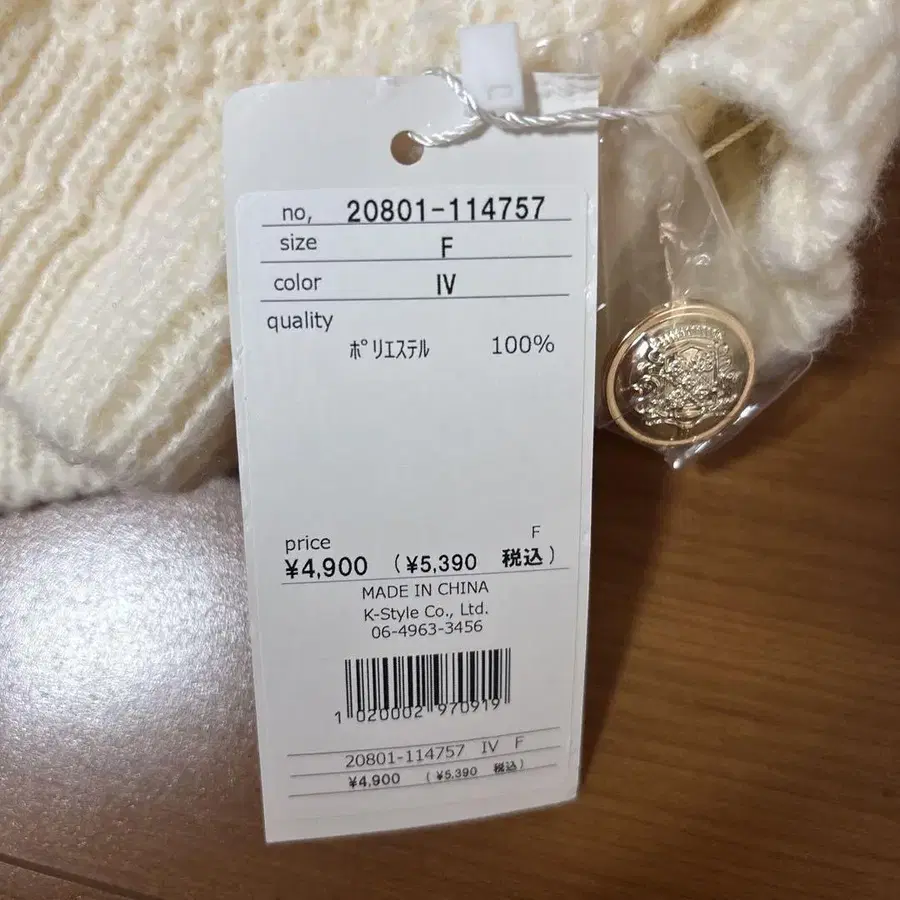 no, 20801-114757
size F
color IV
quality
ﾎﾟﾘｴｽﾃﾙ 100%
F
price
¥4,900 (¥5,390 税込)
MADE IN CHINA
K-Style Co., Ltd.
06-4963-3456
1 020002 970919
20801-114757 IV F
¥4,900 (¥5,390 税込)